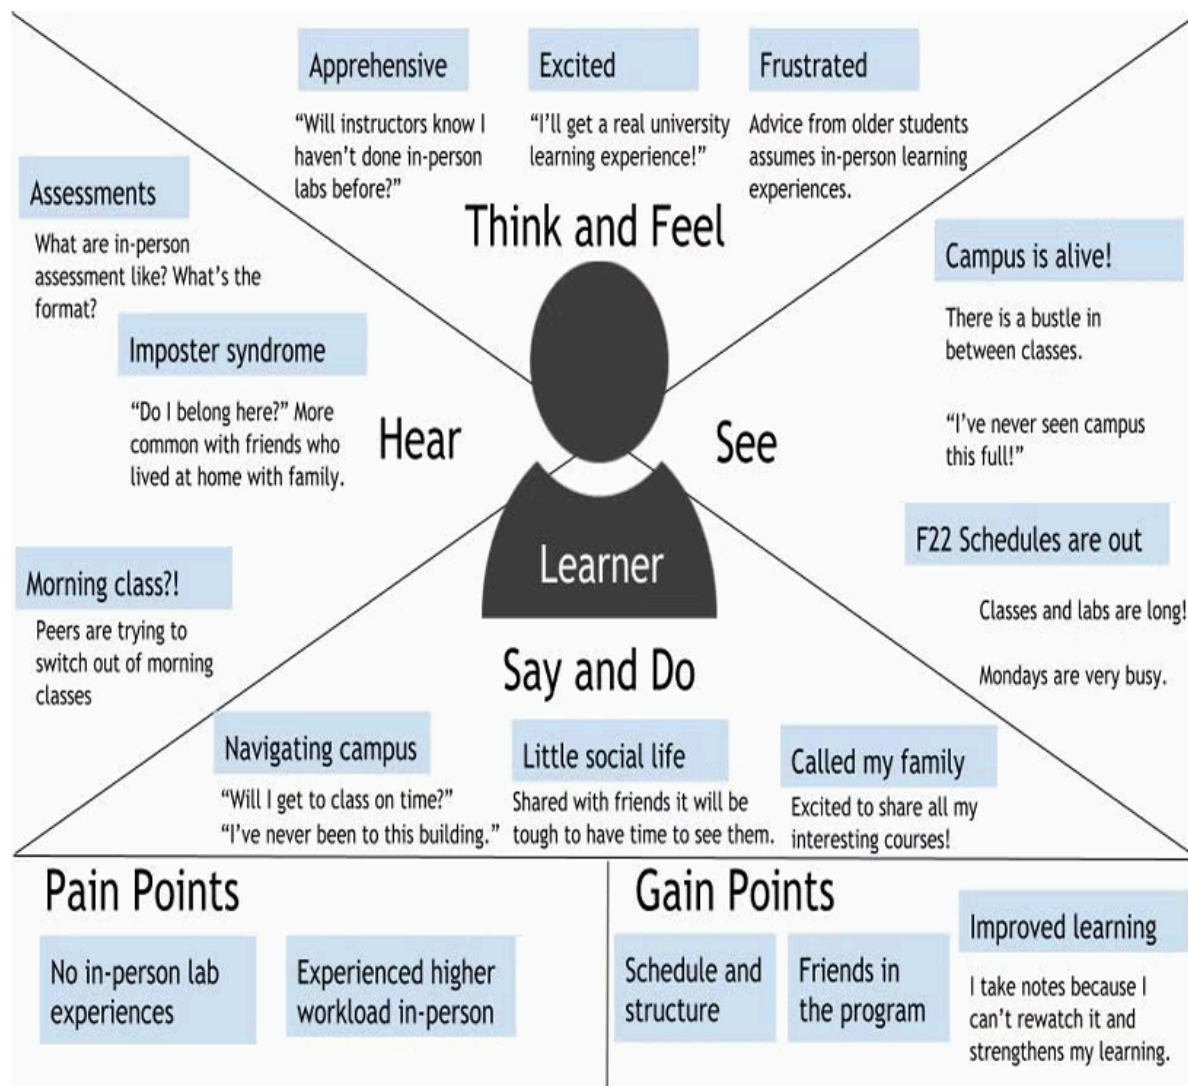 Apprehensive
“Will instructors know I
haven’t done in-person
labs before?”
Excited
“I’ll get a real university
learning experience!”
Frustrated
Advice from older students
assumes in-person learning
experiences.
Think and Feel
Assessments
What are in-person
assessment like? What’s the
format?
Imposter syndrome
“Do I belong here?” More
common with friends who
lived at home with family.
Hear
Morning class?!
Peers are trying to
switch out of morning
classes
See
Campus is alive!
There is a bustle in
between classes.
“I’ve never seen campus
this full!”
F22 Schedules are out
Classes and labs are long!
Mondays are very busy.
Learner
Say and Do
Navigating campus
“Will I get to class on time?”
“I’ve never been to this building.”
Little social life
Shared with friends it will be
tough to have time to see them.
Called my family
Excited to share all my
interesting courses!
Pain Points
No in-person lab
experiences
Experienced higher
workload in-person
Gain Points
Schedule and
structure
Friends in
the program
Improved learning
I take notes because I
can’t rewatch it and
strengthens my learning.